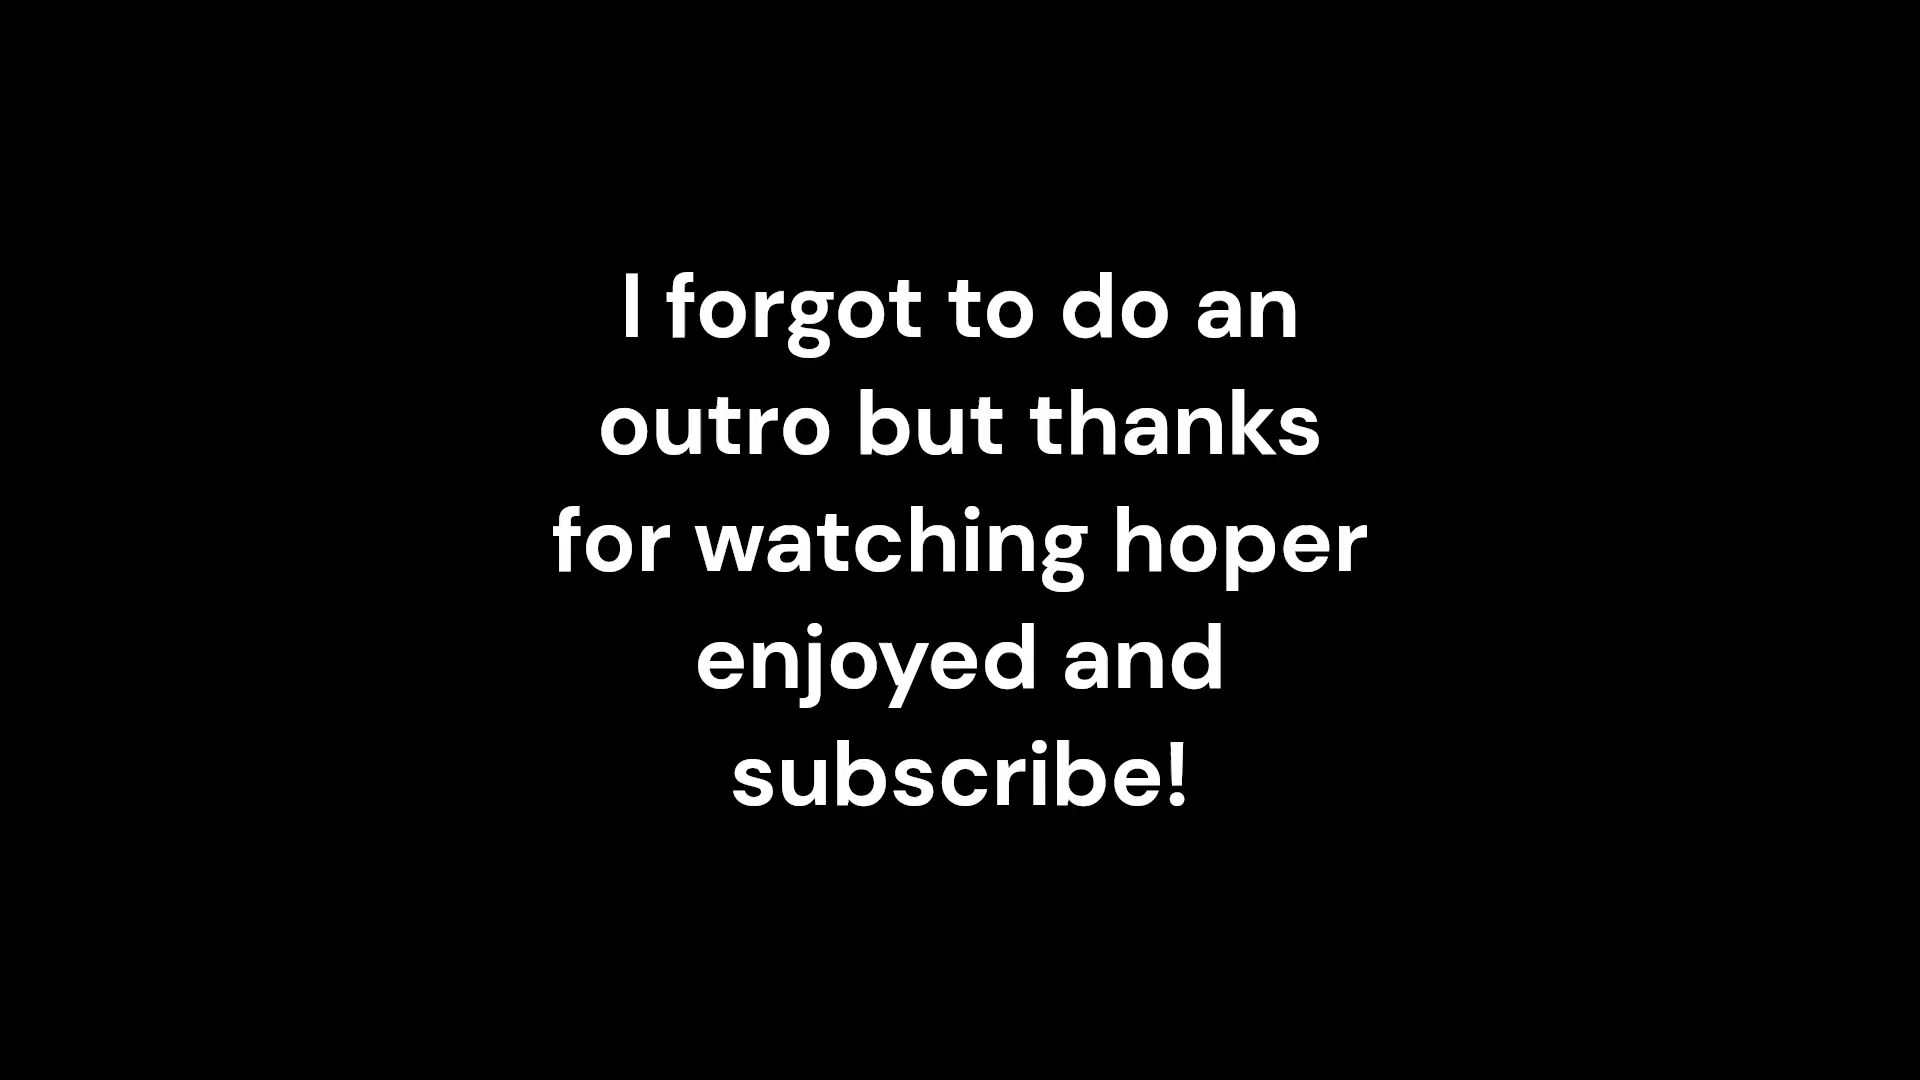 I forgot to do an
outro but thanks
for watching hoper
enjoyed and
subscribe!